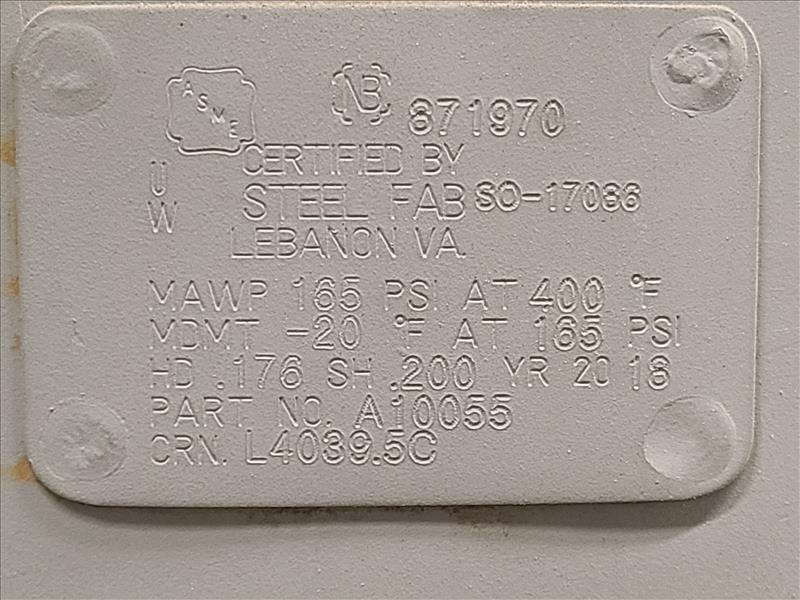 ASME NB 871970
CERTIFIED BY
U
W
STEEL FAB SO-17086
LEBANON VA.
MAWP 165 PSI AT 400 °F
MDMT -20 °F AT 165 PSI
HD .176 SH .200 YR 2018
PART NO. A10055
CRN. L4039.5C